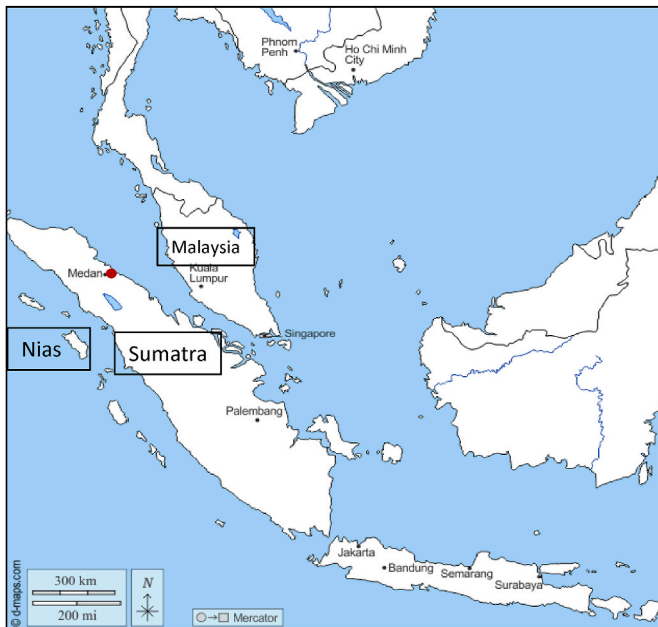 Phnom
Penh
Ho Chi Minh
City
Malaysia
Kuala
Lumpur
Medan
Singapore
Nias
Sumatra
Palembang
Jakarta
Bandung
Semarang
Surabaya
300 km
200 mi
N
Mercator
© d-maps.com